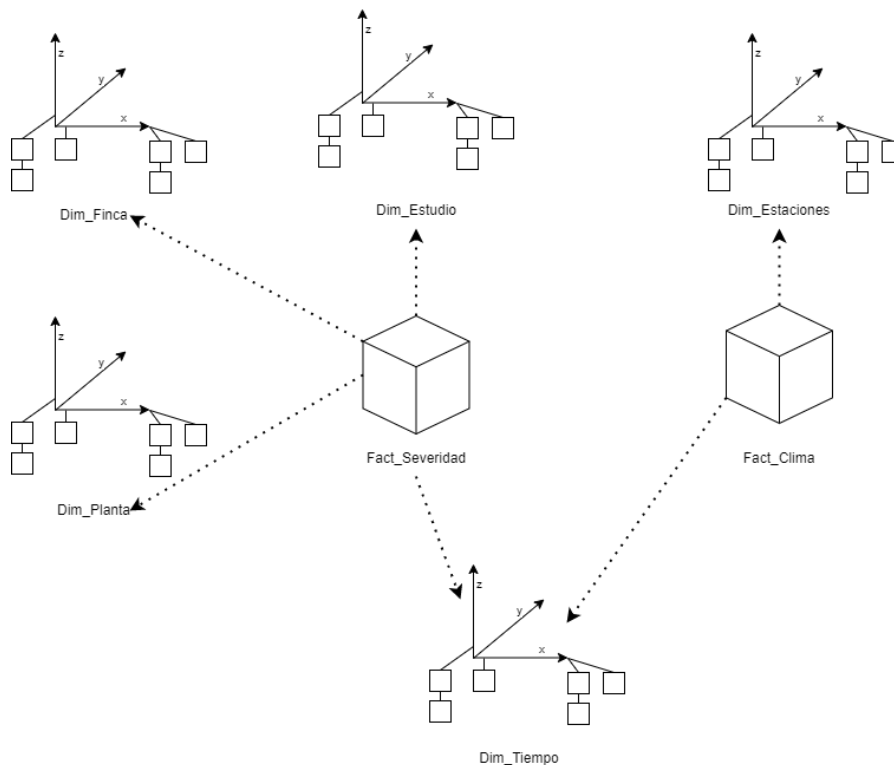 z
y
x
Dim_Finca
z
y
x
Dim_Estudio
z
y
x
Dim_Estaciones
z
y
x
Dim_Planta
Fact_Severidad
Fact_Clima
z
y
x
Dim_Tiempo